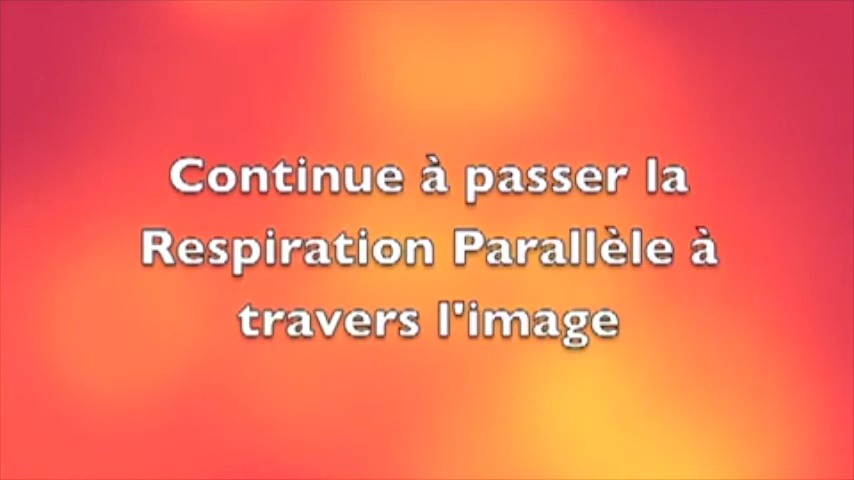 Continue à passer la
Respiration Parallèle à
travers l'image